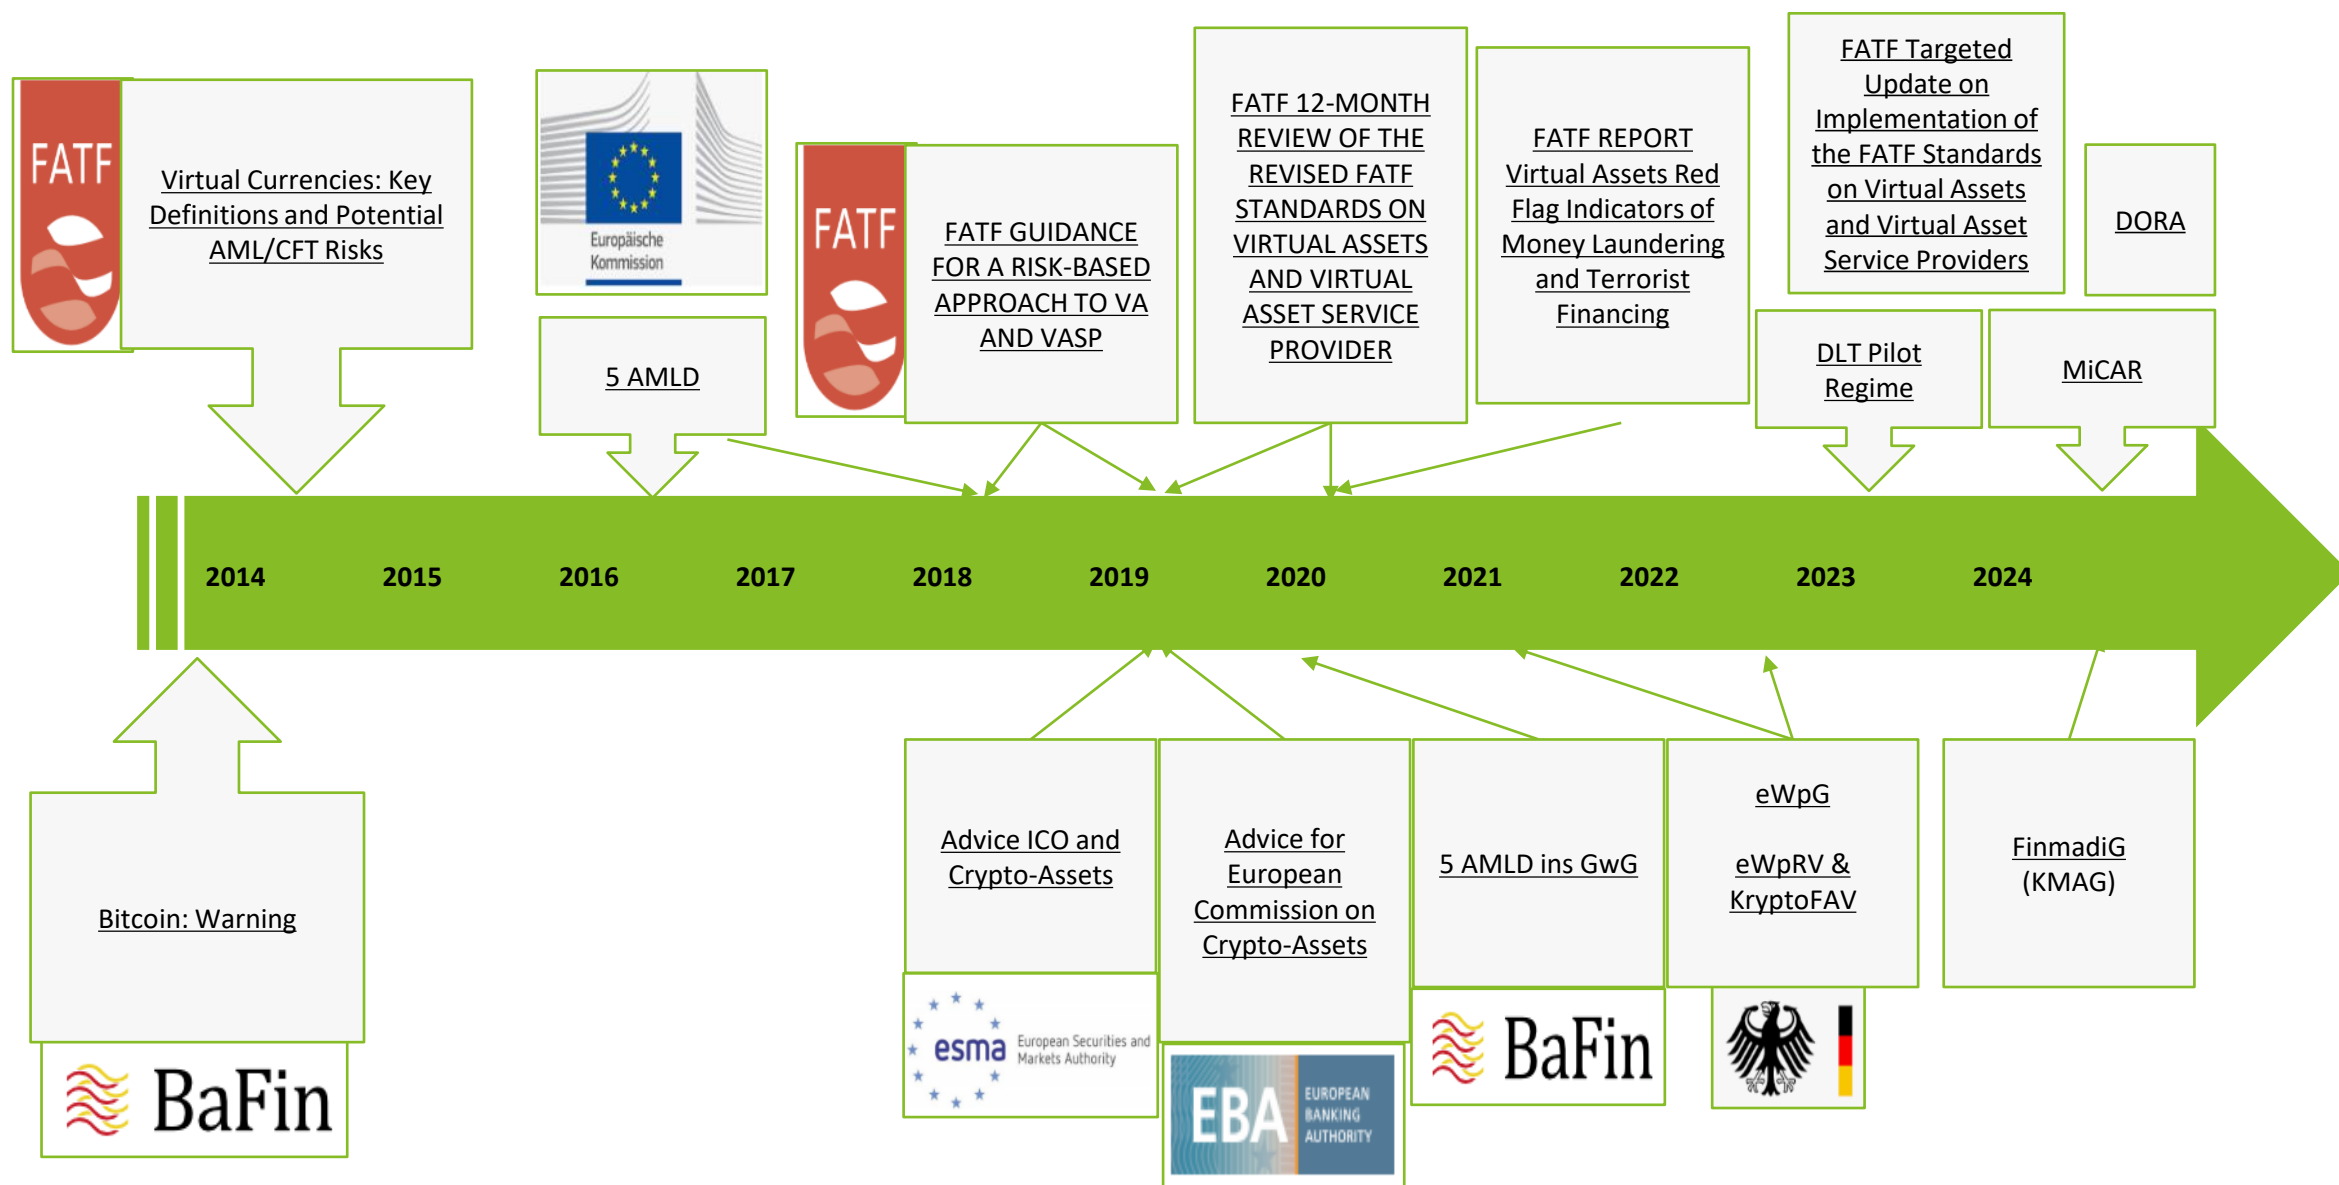 FATF
Virtual Currencies: Key
Definitions and Potential
AML/CFT Risks
Europäische
Kommission
5 AMLD
FATF
FATF GUIDANCE
FOR A RISK-BASED
APPROACH TO VA
AND VASP
FATF 12-MONTH
REVIEW OF THE
REVISED FATF
STANDARDS ON
VIRTUAL ASSETS
AND VIRTUAL
ASSET SERVICE
PROVIDER
FATF REPORT
Virtual Assets Red
Flag Indicators of
Money Laundering
and Terrorist
Financing
FATF Targeted
Update on
Implementation of
the FATF Standards
on Virtual Assets
and Virtual Asset
Service Providers
DORA
DLT Pilot
Regime
MiCAR
2014 2015 2016 2017 2018 2019 2020 2021 2022 2023 2024
Bitcoin: Warning
BaFin
Advice ICO and
Crypto-Assets
esma European Securities and
Markets Authority
Advice for
European
Commission on
Crypto-Assets
EBA
EUROPEAN
BANKING
AUTHORITY
5 AMLD ins GwG
BaFin
eWpG
eWpRV &
KryptoFAV
FinmadiG
(KMAG)